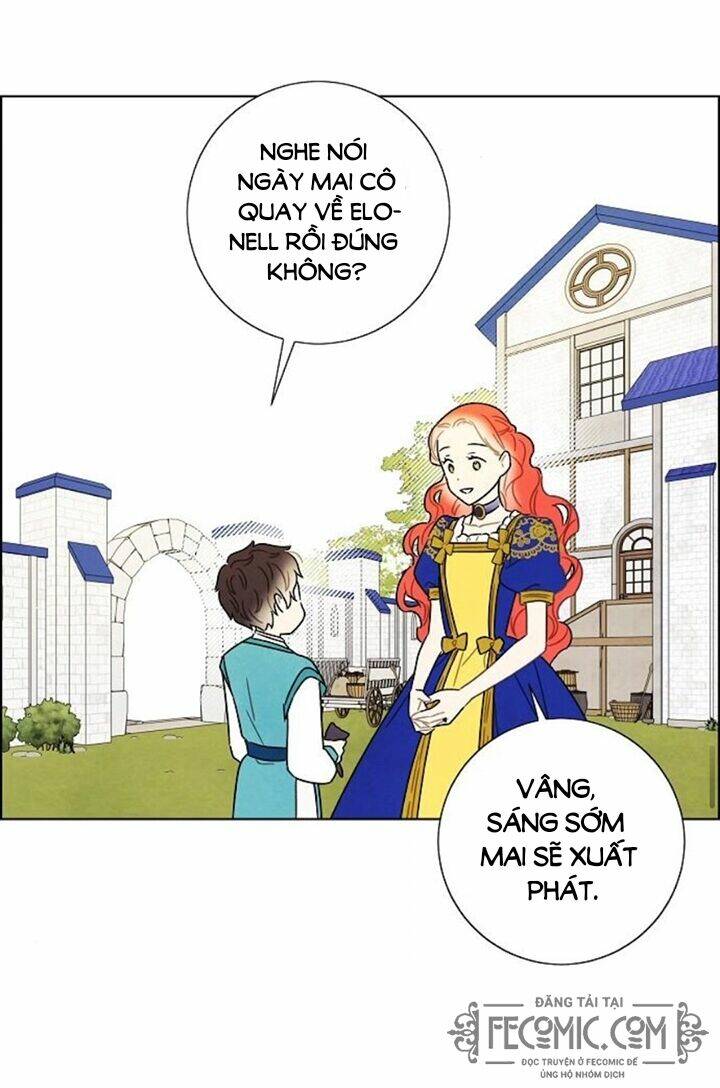 NGHE NÓI
NGÀY MAI CÔ
QUAY VỀ ELO-
NELL RỒI ĐÚNG
KHÔNG?
VÂNG,
SÁNG SỚM
MAI SẼ XUẤT
PHÁT.
ĐĂNG TẢI TẠI
FECOMIC.COM
ĐỌC TRUYỆN Ở FECOMIC ĐỂ
ỦNG HỘ NHÓM DỊCH